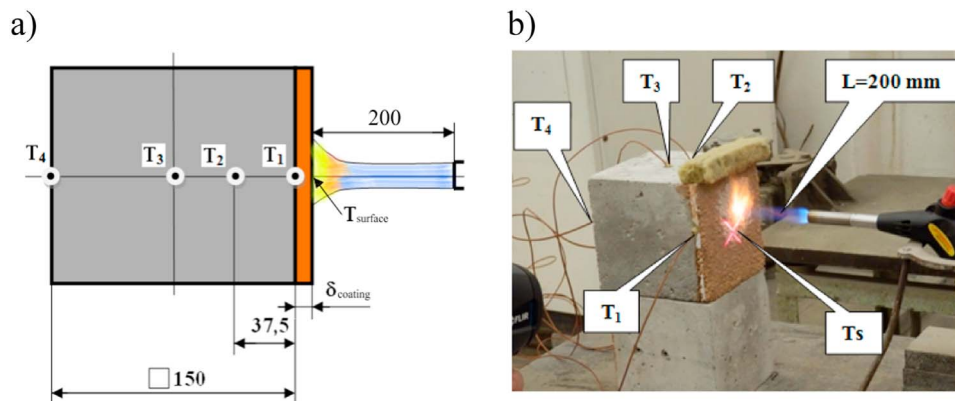 a)
200
T₄
T₃
T₂
T₁
Tsurface
δcoating
37,5
□150
b)
T₃
T₂
L=200 mm
T₄
T₁
Ts